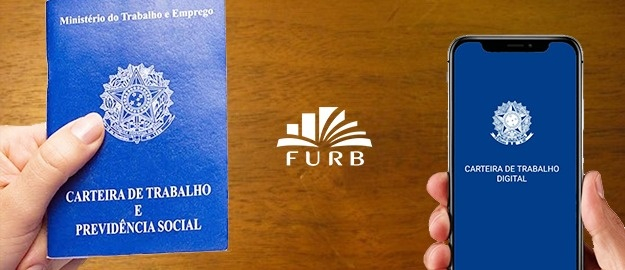 Ministério do Trabalho e Emprego
CARTEIRA DE TRABALHO
E
PREVIDÊNCIA SOCIAL
FURB
CARTEIRA DE TRABALHO
DIGITAL